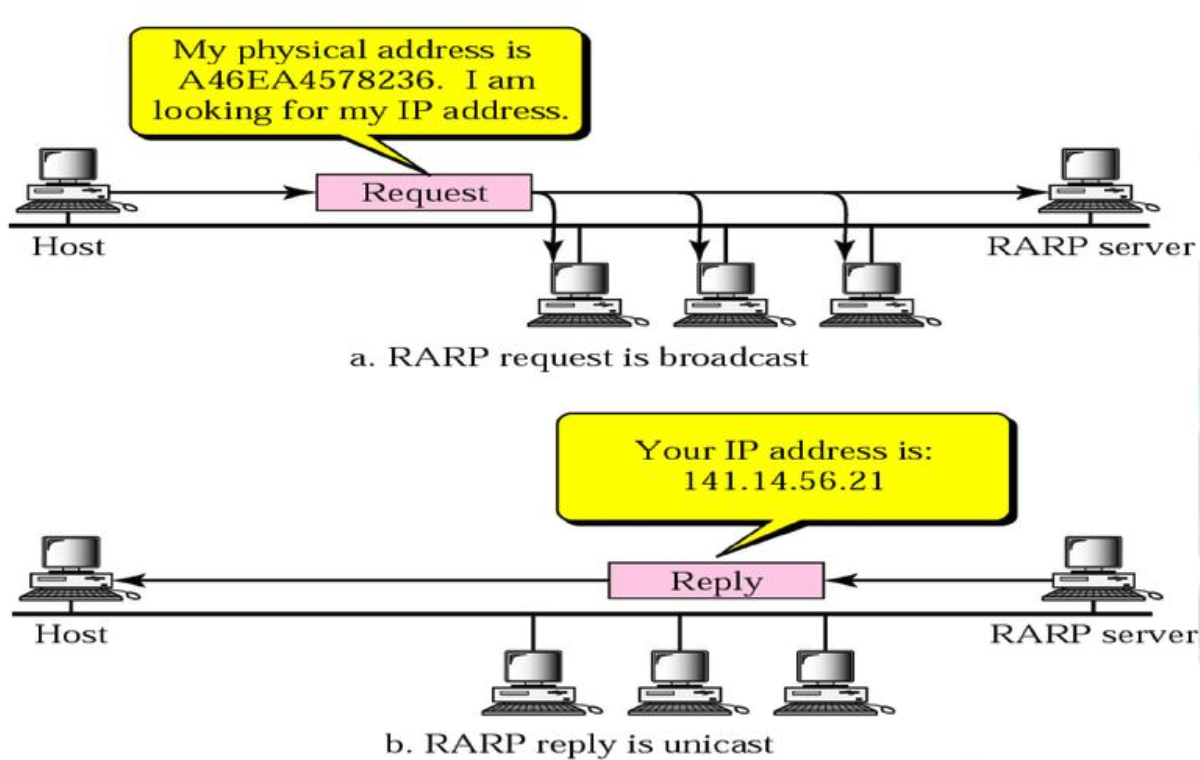 My physical address is
A46EA4578236. I am
looking for my IP address.
Request
Host
RARP server
a. RARP request is broadcast
Your IP address is:
141.14.56.21
Reply
Host
RARP server
b. RARP reply is unicast